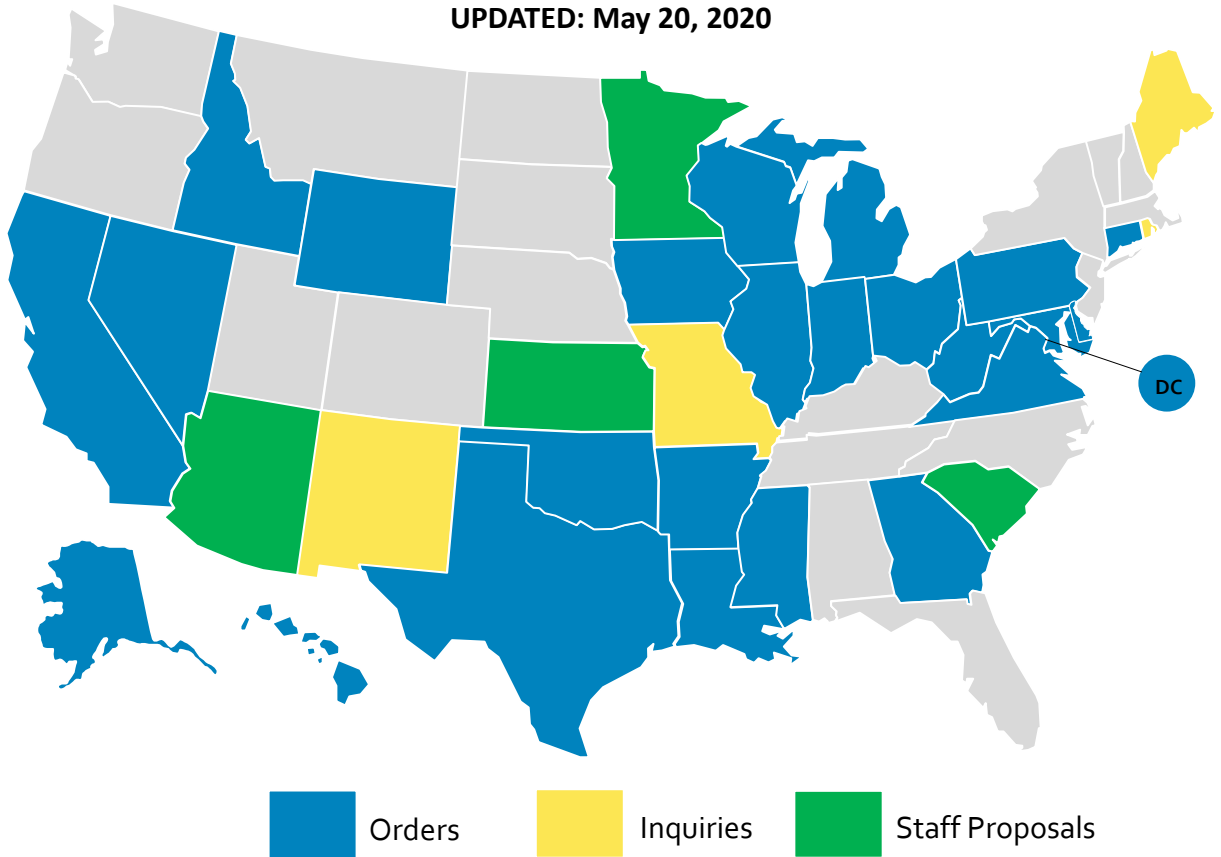 UPDATED: May 20, 2020
DC
Orders
Inquiries
Staff Proposals